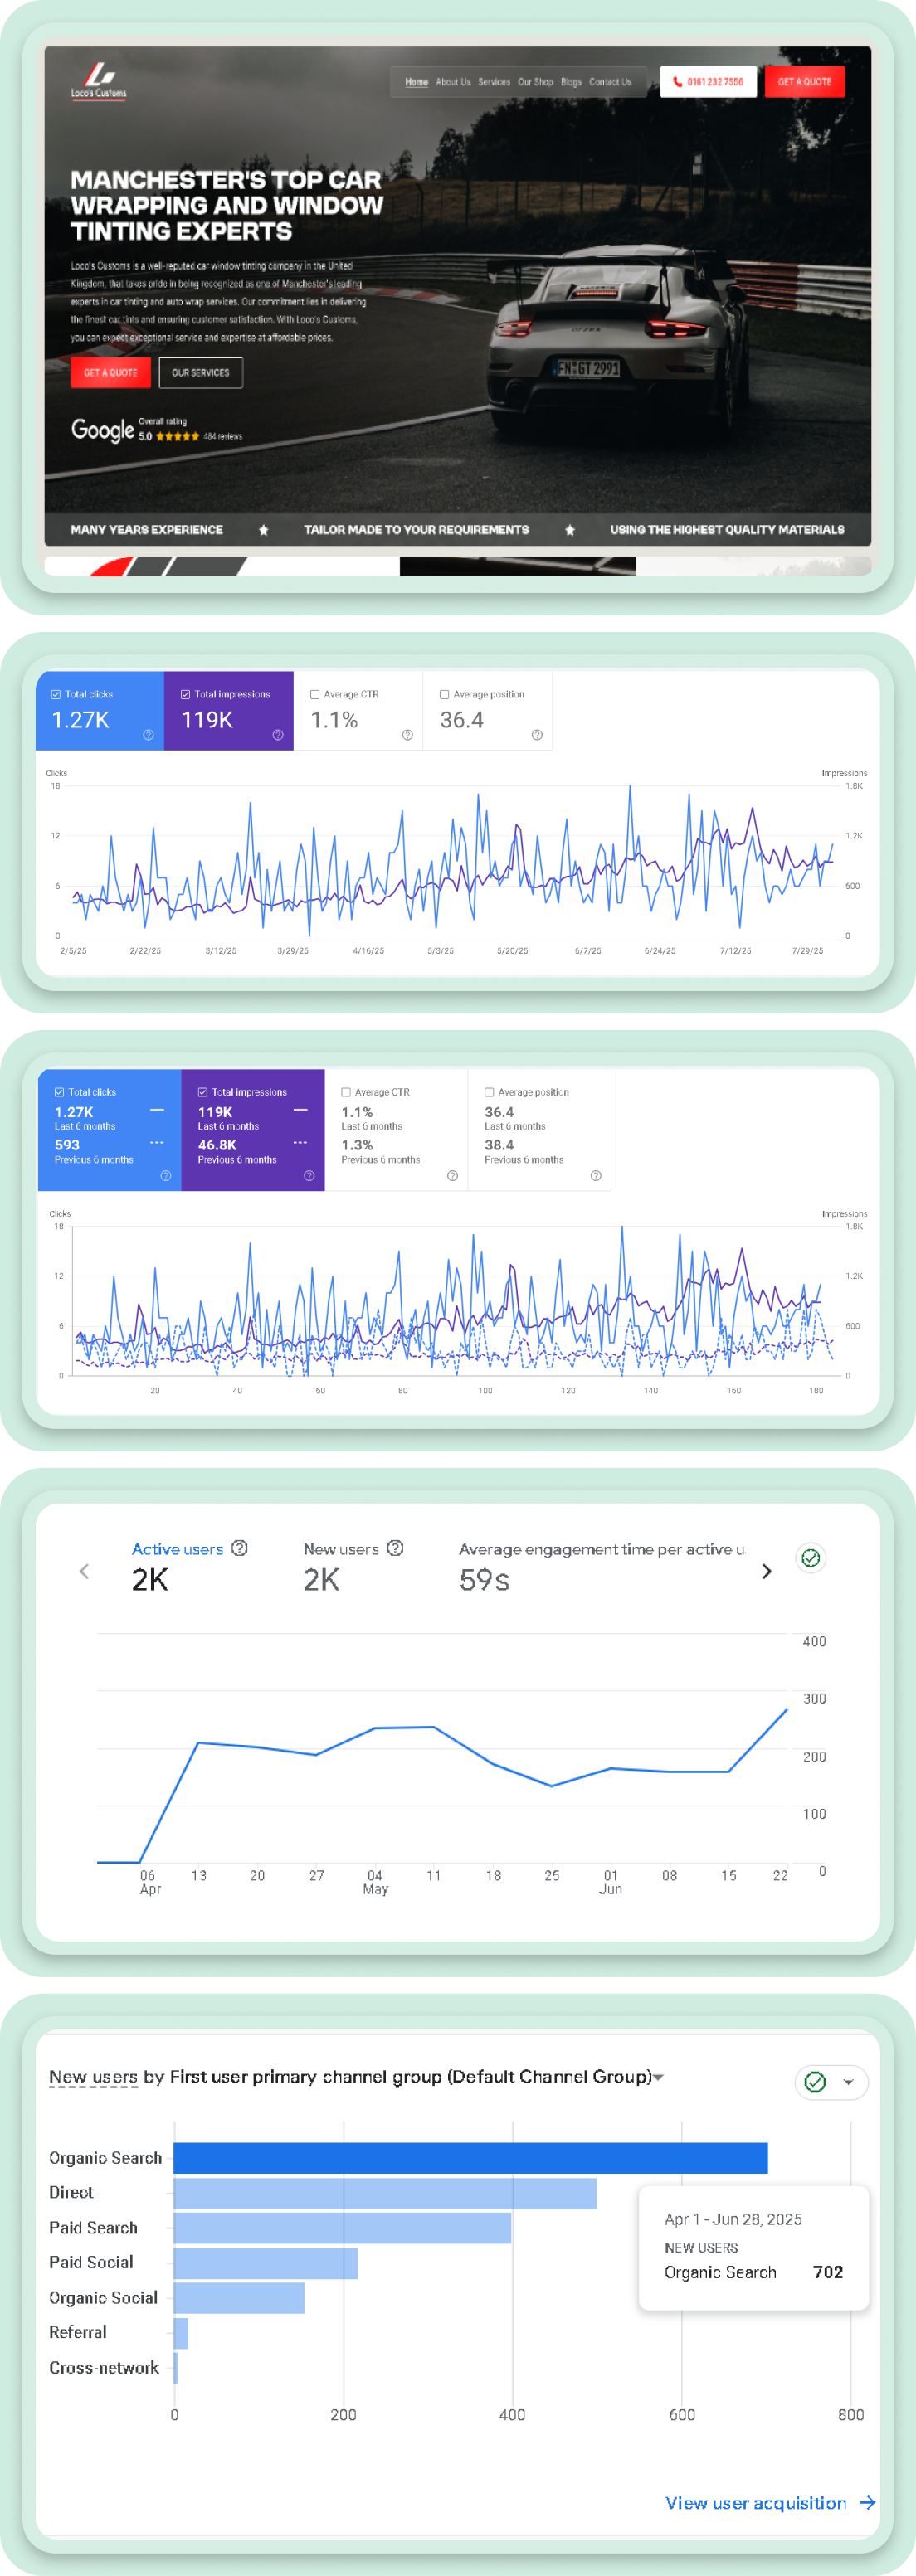 Loco's Customs
Home About Us Services Our Shop Blogs Contact Us
0161 232 7556
GET A QUOTE
MANCHESTER'S TOP CAR
WRAPPING AND WINDOW
TINTING EXPERTS
Loco's Customs is a well-reputed car window tinting company in the United
Kingdom, that takes pride in being recognized as one of Manchester's leading
experts in car tinting and auto wrap services. Our commitment lies in delivering
the finest car tints and ensuring customer satisfaction. With Loco's Customs,
you can expect exceptional service and expertise at affordable prices.
GET A QUOTE
OUR SERVICES
Google
Overall rating
5.0
484 reviews
FN GT 2991
MANY YEARS EXPERIENCE
TAILOR MADE TO YOUR REQUIREMENTS
USING THE HIGHEST QUALITY MATERIALS
Total clicks
1.27K
Total impressions
119K
Average CTR
1.1%
Average position
36.4
Clicks
Impressions
18
12
6
0
1.8K
1.2K
600
0
2/5/25 2/22/25 3/12/25 3/29/25 4/16/25 5/3/25 5/20/25 6/7/25 6/24/25 7/12/25 7/29/25
Total clicks
1.27K
Last 6 months
593
Previous 6 months
Total impressions
119K
Last 6 months
46.8K
Previous 6 months
Average CTR
1.1%
Last 6 months
1.3%
Previous 6 months
Average position
36.4
Last 6 months
38.4
Previous 6 months
Clicks
Impressions
18
12
6
0
1.8K
1.2K
600
0
20 40 60 80 100 120 140 160 180
Active users
2K
New users
2K
Average engagement time per active u
59s
400
300
200
100
0
06 13 20 27 04 11 18 25 01 08 15 22
Apr May Jun
New users by First user primary channel group (Default Channel Group)
Organic Search
Direct
Paid Search
Paid Social
Organic Social
Referral
Cross-network
Apr 1 - Jun 28, 2025
NEW USERS
Organic Search 702
0 200 400 600 800
View user acquisition